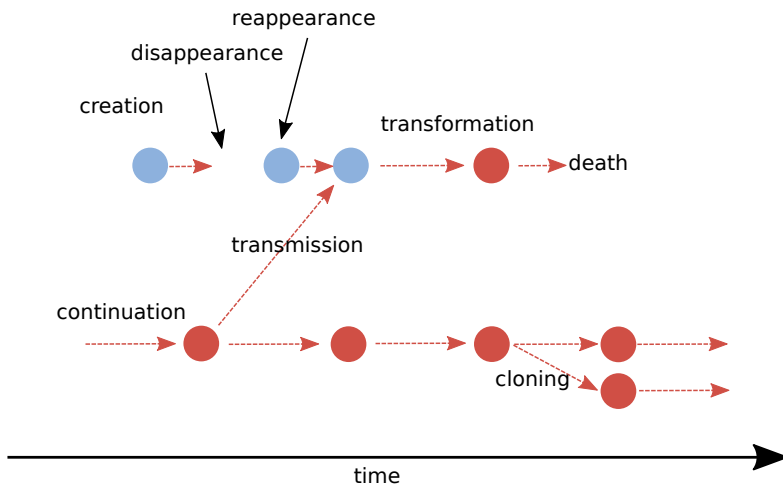 reappearance
disappearance
creation
transformation
death
transmission
continuation
cloning
time